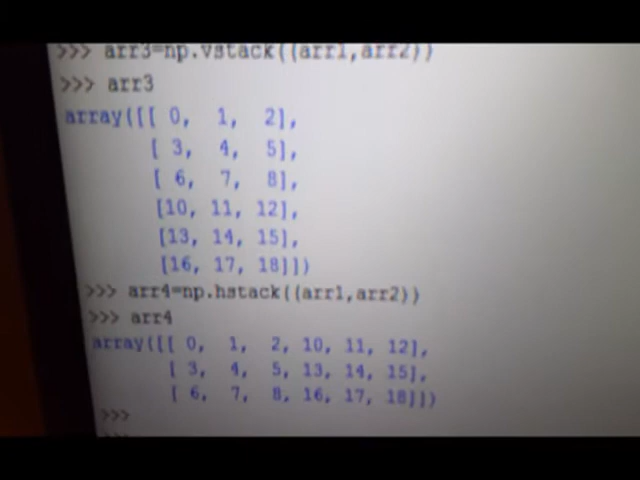 >>> arr3=np.vstack((arr1,arr2))
>>> arr3
array([[ 0,  1,  2],
       [ 3,  4,  5],
       [ 6,  7,  8],
       [10, 11, 12],
       [13, 14, 15],
       [16, 17, 18]])
>>> arr4=np.hstack((arr1,arr2))
>>> arr4
array([[ 0,  1,  2, 10, 11, 12],
       [ 3,  4,  5, 13, 14, 15],
       [ 6,  7,  8, 16, 17, 18]])
>>>
>>>